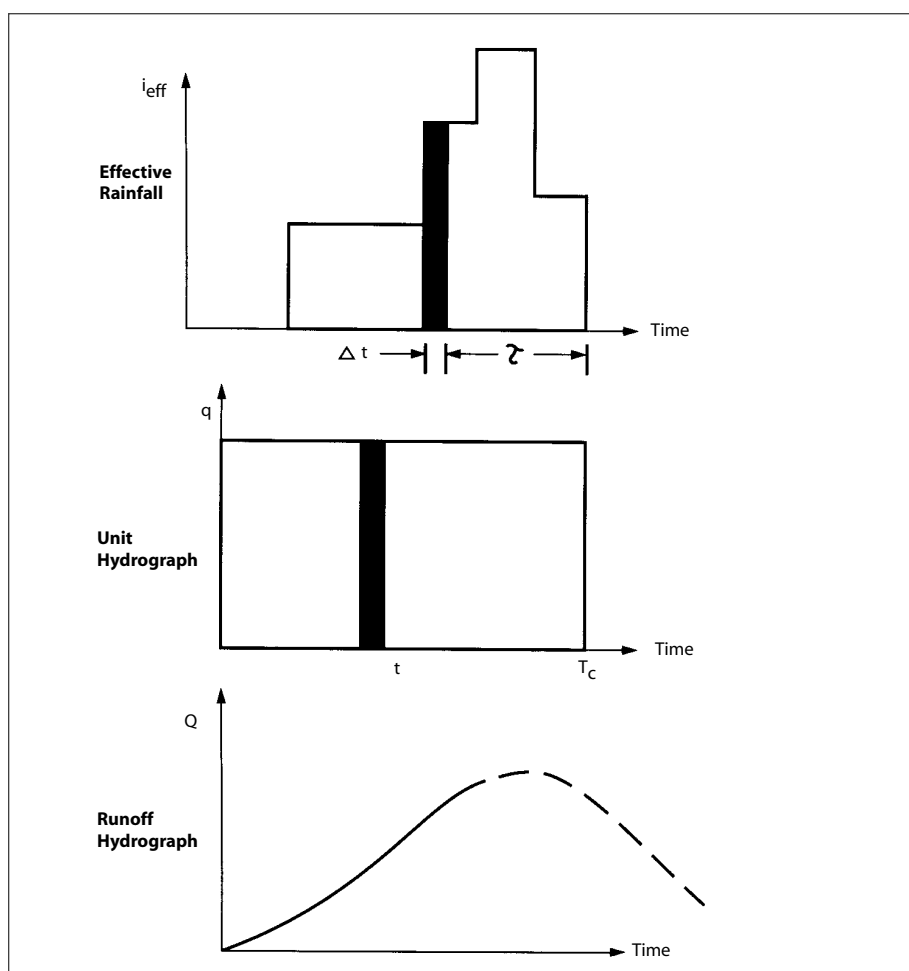 i_eff
Effective
Rainfall
Time
Δ t
τ
q
Unit
Hydrograph
Time
t
T_c
Q
Runoff
Hydrograph
Time